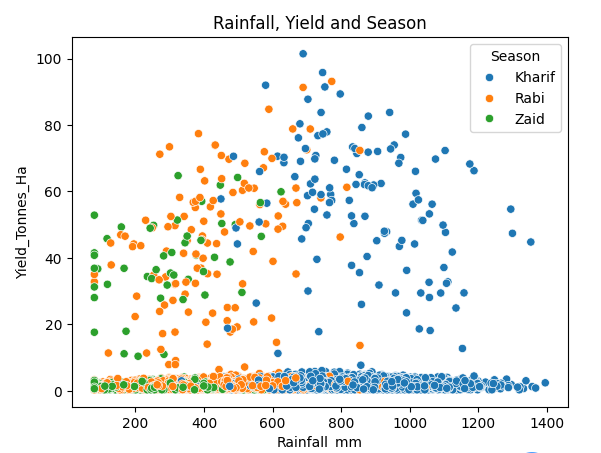 Rainfall, Yield and Season
Season
Kharif
Rabi
Zaid
Yield_Tonnes_Ha
100
80
60
40
20
0
200
400
600
800
1000
1200
1400
Rainfall_mm